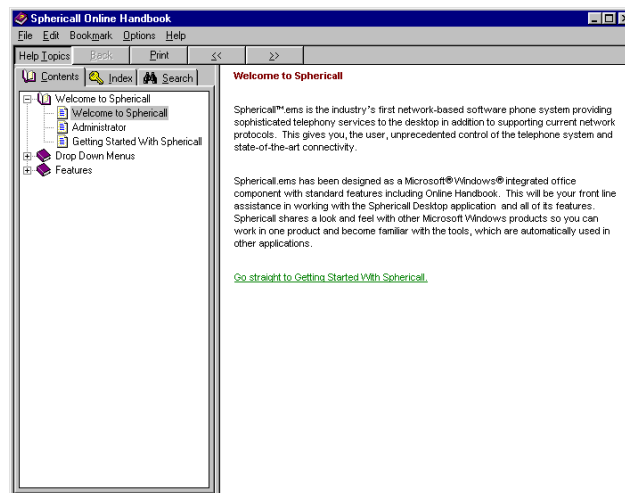 Sphericall Online Handbook
File Edit Bookmark Options Help
Help Topics Back Print << >>
Contents Index Search
Welcome to Sphericall
Welcome to Sphericall
Administrator
Getting Started With Sphericall
Drop Down Menus
Features
Welcome to Sphericall
Sphericall™.ems is the industry's first network-based software phone system providing
sophisticated telephony services to the desktop in addition to supporting current network
protocols. This gives you, the user, unprecedented control of the telephone system and
state-of-the-art connectivity.
Sphericall.ems has been designed as a Microsoft® Windows® integrated office
component with standard features including Online Handbook. This will be your front line
assistance in working with the Sphericall Desktop application and all of its features.
Sphericall shares a look and feel with other Microsoft Windows products so you can
work in one product and become familiar with the tools, which are automatically used in
other applications.
Go straight to Getting Started With Sphericall.